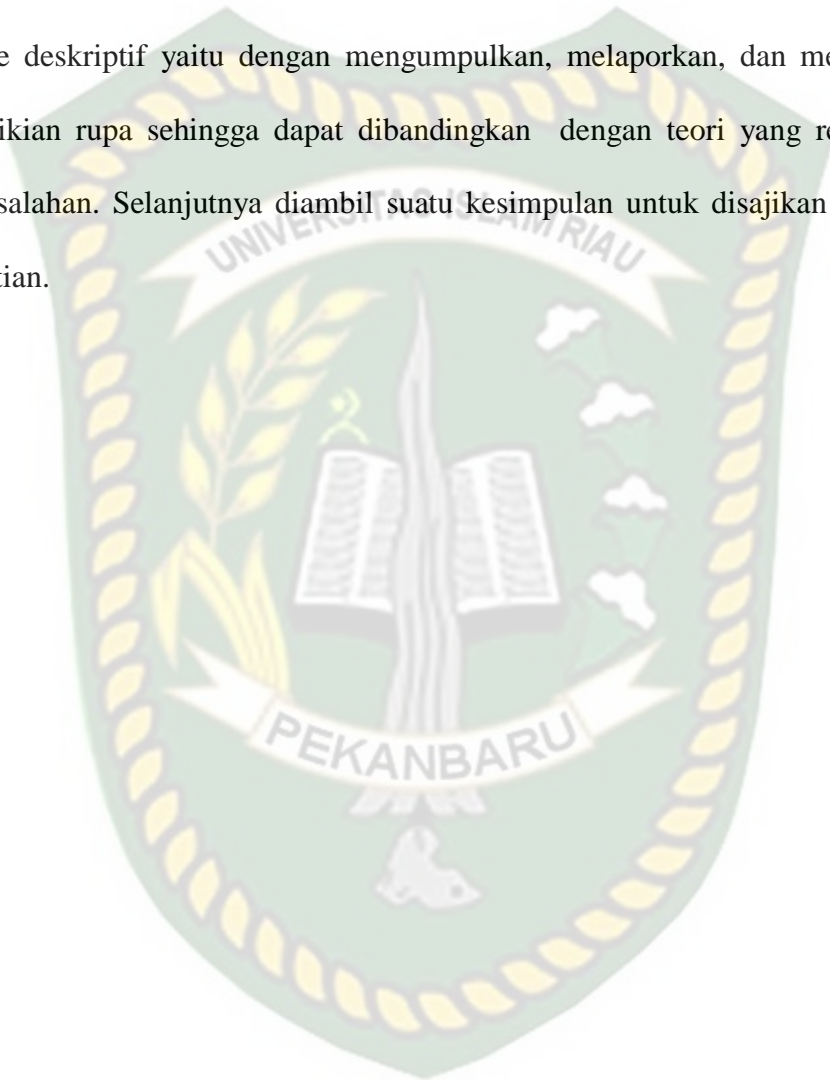 e deskriptif yaitu dengan mengumpulkan, melaporkan, dan me
ikian rupa sehingga dapat dibandingkan dengan teori yang re
salahan. Selanjutnya diambil suatu kesimpulan untuk disajikan
tian.
UNIVERSITAS ISLAM RIAU
PEKANBARU